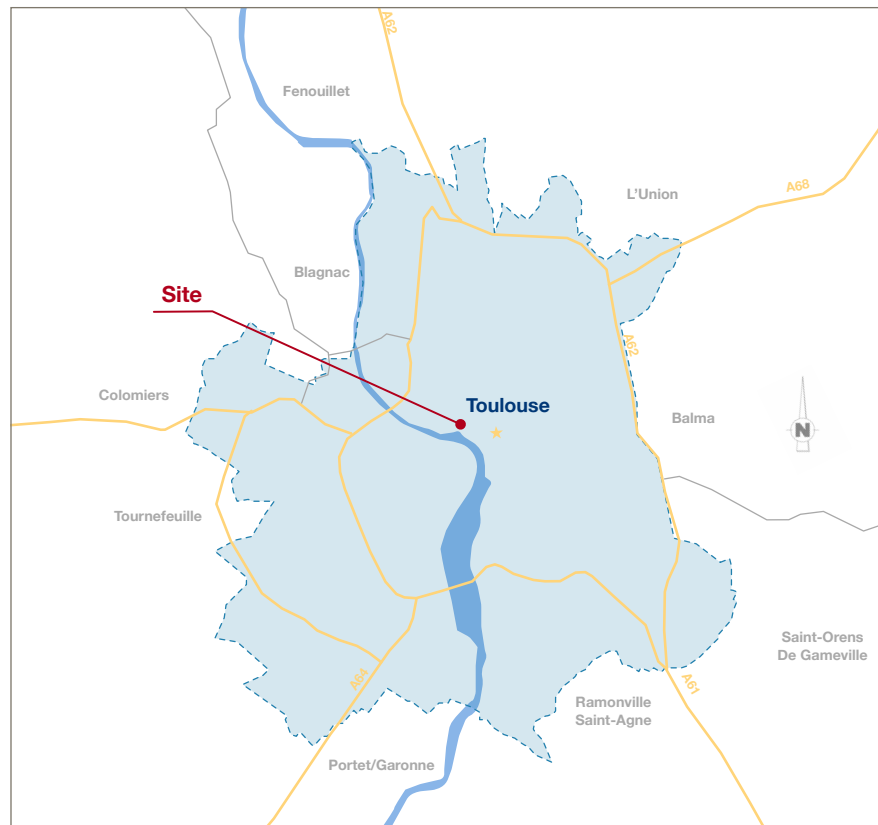 A62
Fenouillet
A68
L'Union
Blagnac
Site
A62
Colomiers
Toulouse
Balma
N
Tournefeuille
Saint-Orens
De Gameville
A64
A61
Ramonville
Saint-Agne
Portet/Garonne